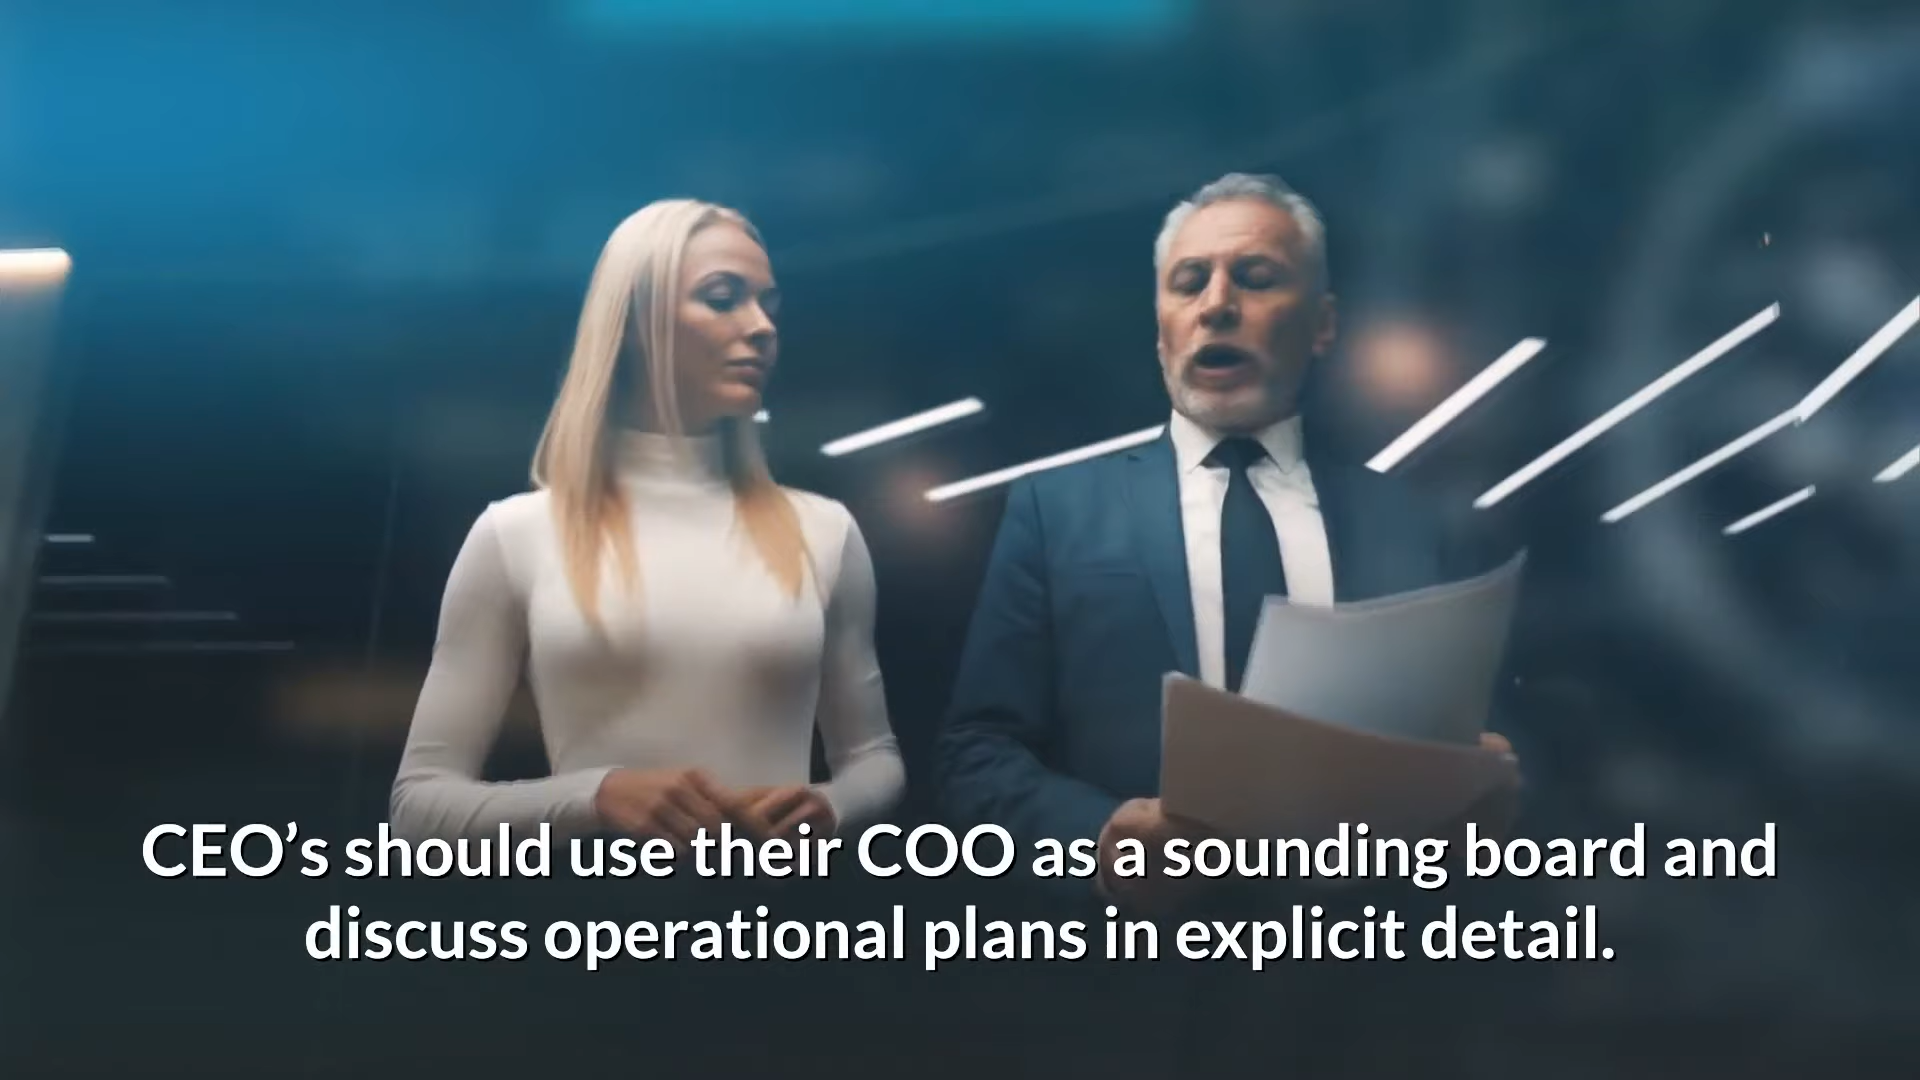 CEO’s should use their COO as a sounding board and
discuss operational plans in explicit detail.